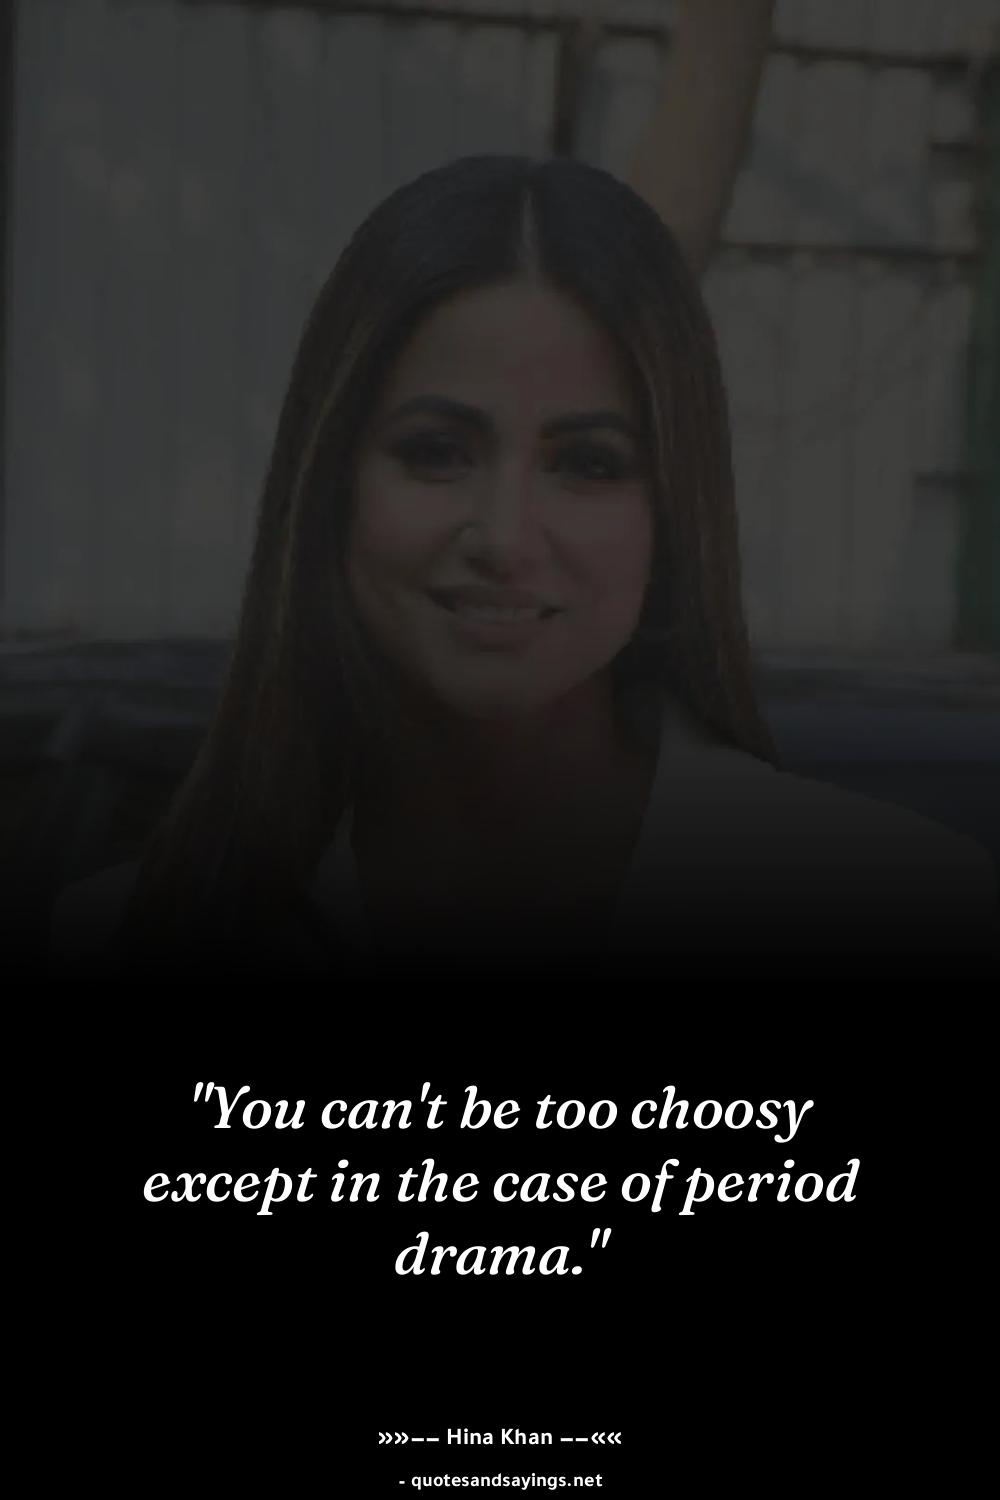 "You can't be too choosy
except in the case of period
drama."
»»−− Hina Khan −−««
- quotesandsayings.net